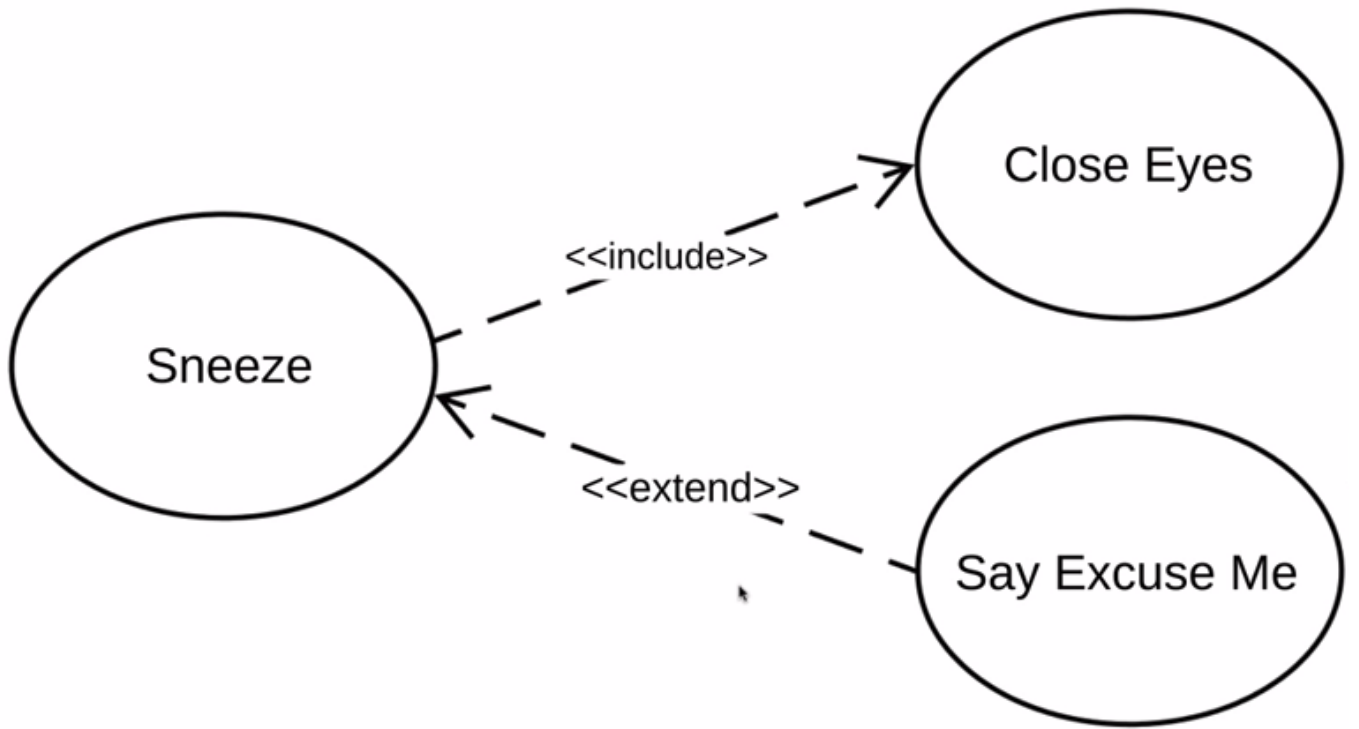 Close Eyes
<<include>>
Sneeze
<<extend>>
Say Excuse Me